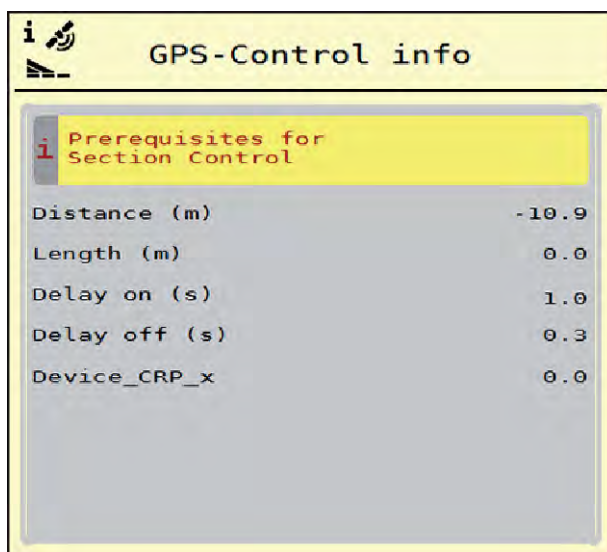 i
GPS-Control info
i Prerequisites for
Section Control
Distance (m) -10.9
Length (m) 0.0
Delay on (s) 1.0
Delay off (s) 0.3
Device_CRP_x 0.0